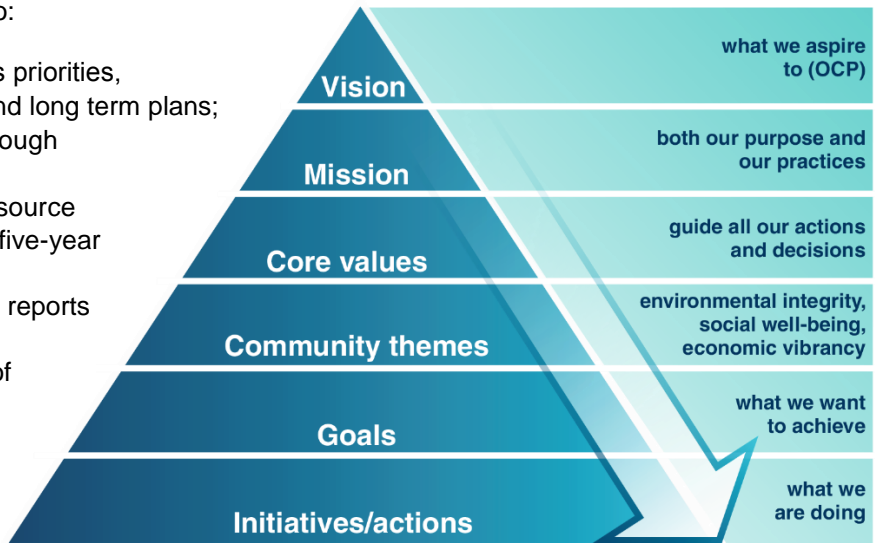 o:
s priorities,
nd long term plans;
ough
source
five-year
reports
of
Vision
what we aspire
to (OCP)
Mission
both our purpose and
our practices
Core values
guide all our actions
and decisions
Community themes
environmental integrity,
social well-being,
economic vibrancy
Goals
what we want
to achieve
Initiatives/actions
what we
are doing